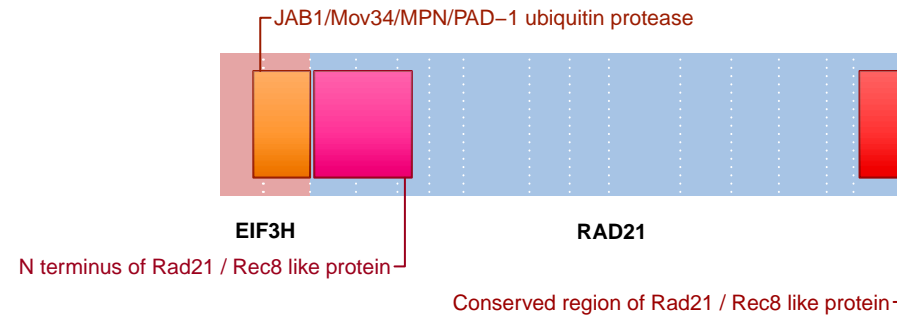 JAB1/Mov34/MPN/PAD−1 ubiquitin protease
EIF3H
RAD21
N terminus of Rad21 / Rec8 like protein
Conserved region of Rad21 / Rec8 like protein